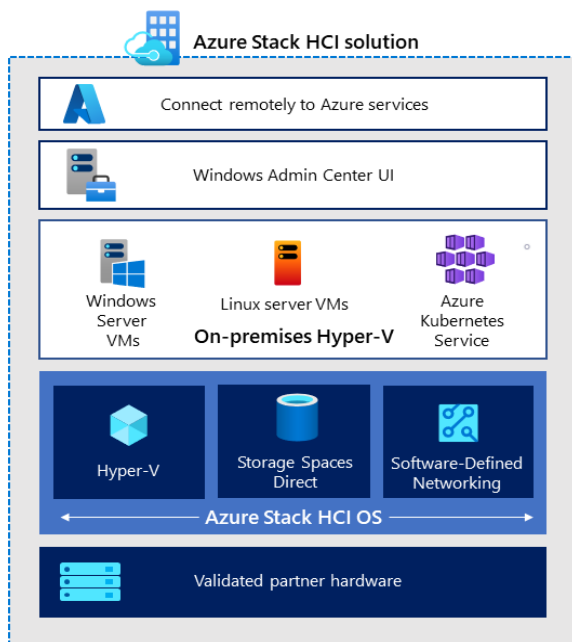 Azure Stack HCI solution
Connect remotely to Azure services
Windows Admin Center UI
Windows
Server
VMs
Linux server VMs
Azure
Kubernetes
Service
On-premises Hyper-V
Hyper-V
Storage Spaces
Direct
Software-Defined
Networking
Azure Stack HCI OS
Validated partner hardware